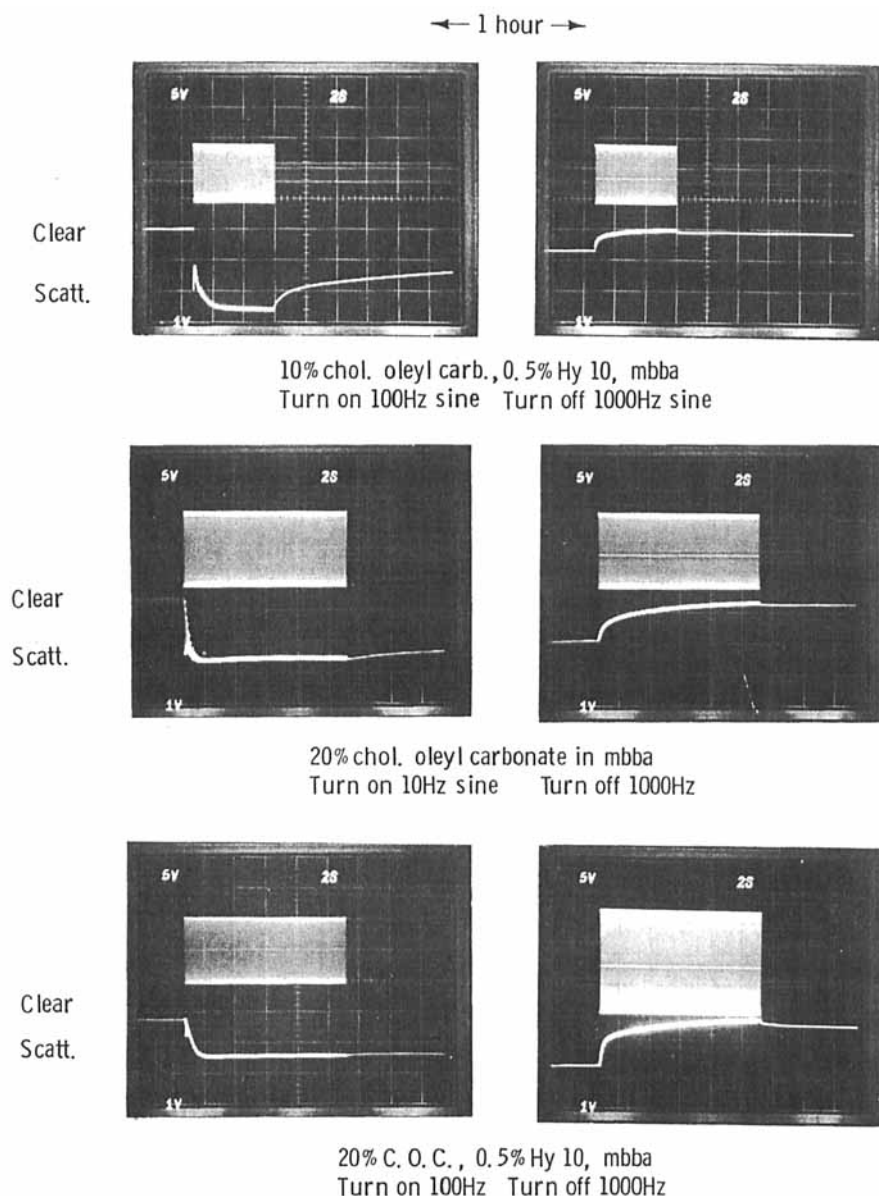 ← 1 hour →
5V 2S
5V 2S
Clear
Scatt.
1V
1V
10% chol. oleyl carb., 0.5% Hy 10, mbba
Turn on 100Hz sine Turn off 1000Hz sine
5V 2S
5V 2S
Clear
Scatt.
1V
1V
20% chol. oleyl carbonate in mbba
Turn on 10Hz sine Turn off 1000Hz
5V 2S
5V 2S
Clear
Scatt.
1V
1V
20% C. O. C., 0.5% Hy 10, mbba
Turn on 100Hz Turn off 1000Hz